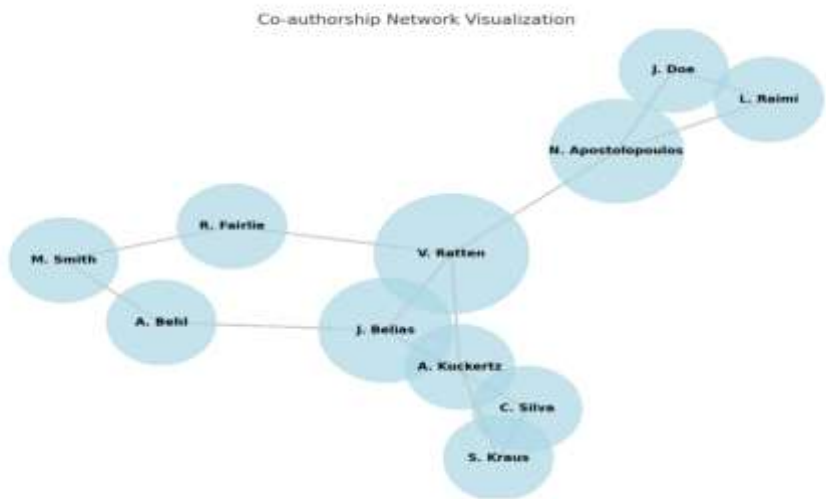 Co-authorship Network Visualization
J. Doe
L. Raimi
N. Apostolopoulos
R. Fairlie
V. Ratten
M. Smith
A. Behl
J. Belias
A. Kuckertz
C. Silva
S. Kraus